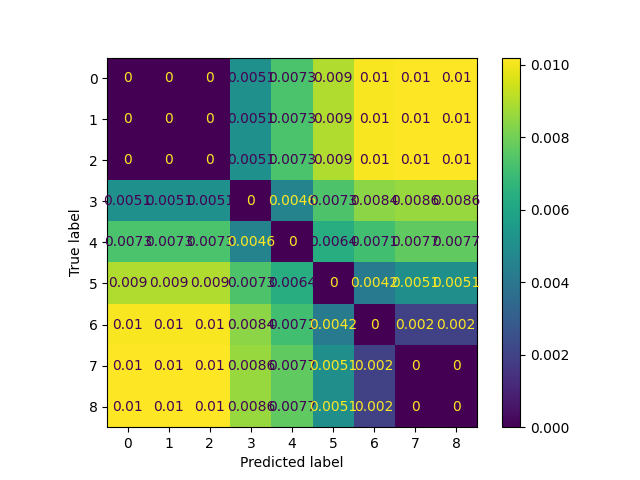 0 0 0 0 0.0051 0.0073 0.009 0.01 0.01 0.01
1 0 0 0 0.0051 0.0073 0.009 0.01 0.01 0.01
2 0 0 0 0.0051 0.0073 0.009 0.01 0.01 0.01
3 0.0051 0.0051 0.0051 0 0.0046 0.0073 0.0084 0.0086 0.0086
4 0.0073 0.0073 0.0073 0.0046 0 0.0064 0.0071 0.0077 0.0077
5 0.009 0.009 0.009 0.0073 0.0064 0 0.0042 0.0051 0.0051
6 0.01 0.01 0.01 0.0084 0.0071 0.0042 0 0.002 0.002
7 0.01 0.01 0.01 0.0086 0.0077 0.0051 0.002 0 0
8 0.01 0.01 0.01 0.0086 0.0077 0.0051 0.002 0 0
0 1 2 3 4 5 6 7 8
Predicted label
True label
0.010
0.008
0.006
0.004
0.002
0.000